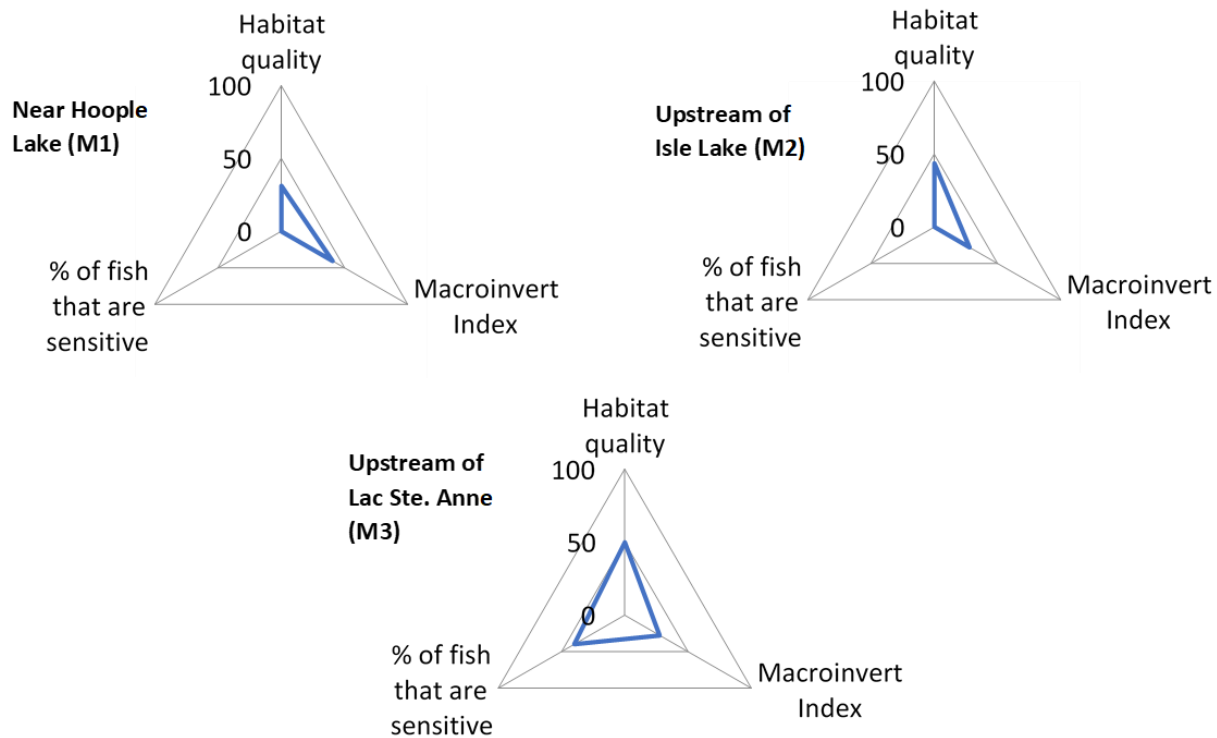 Near Hoople
Lake (M1)
Habitat
quality
100
50
0
% of fish
that are
sensitive
Macroinvert
Index
Upstream of
Isle Lake (M2)
Habitat
quality
100
50
0
% of fish
that are
sensitive
Macroinvert
Index
Upstream of
Lac Ste. Anne
(M3)
Habitat
quality
100
50
0
% of fish
that are
sensitive
Macroinvert
Index